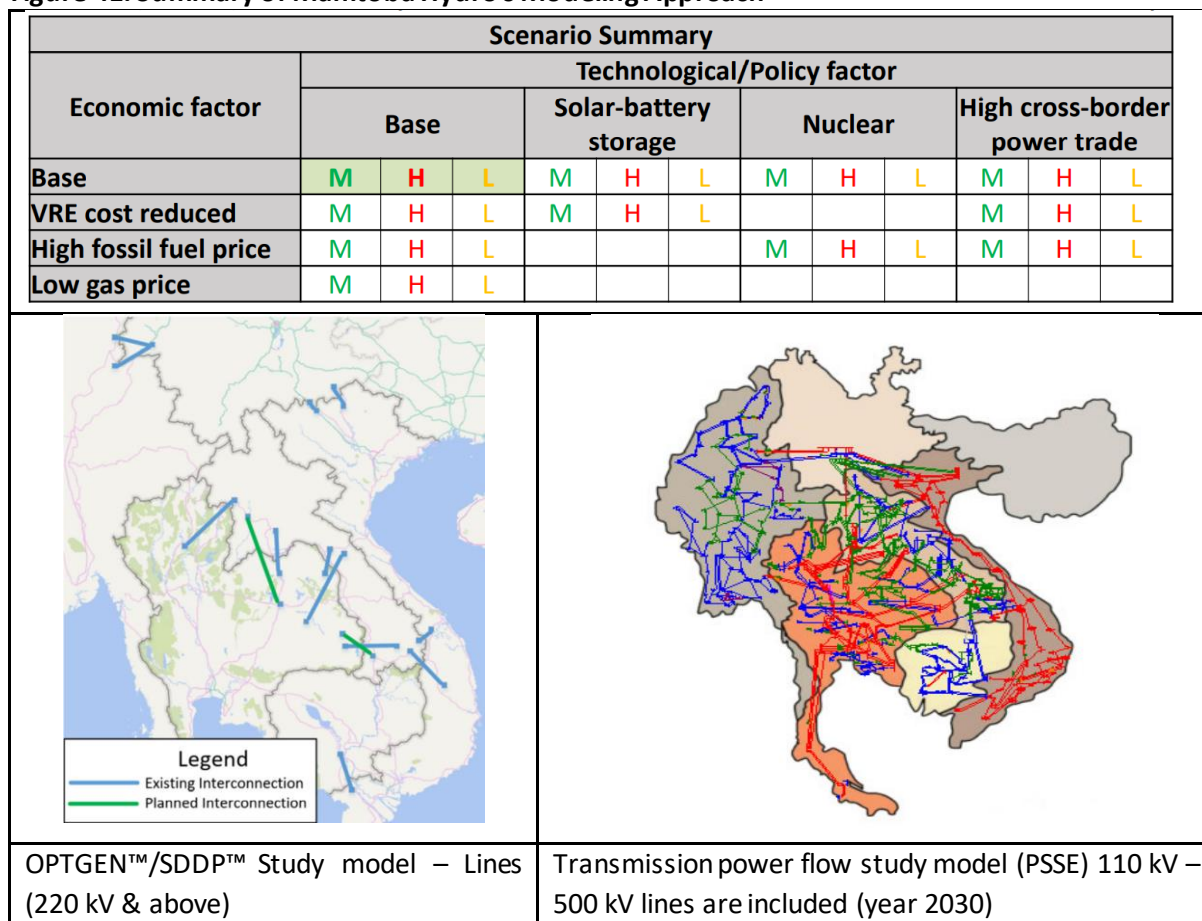 Scenario Summary
Economic factor
Technological/Policy factor
Base
Solar-battery storage
Nuclear
High cross-border power trade
Base M H L M H L M H L M H L
VRE cost reduced M H L M H L M H L
High fossil fuel price M H L M H L M H L
Low gas price M H L
Legend
Existing Interconnection
Planned Interconnection
OPTGEN™/SDDP™ Study model – Lines
(220 kV & above)
Transmission power flow study model (PSSE) 110 kV –
500 kV lines are included (year 2030)